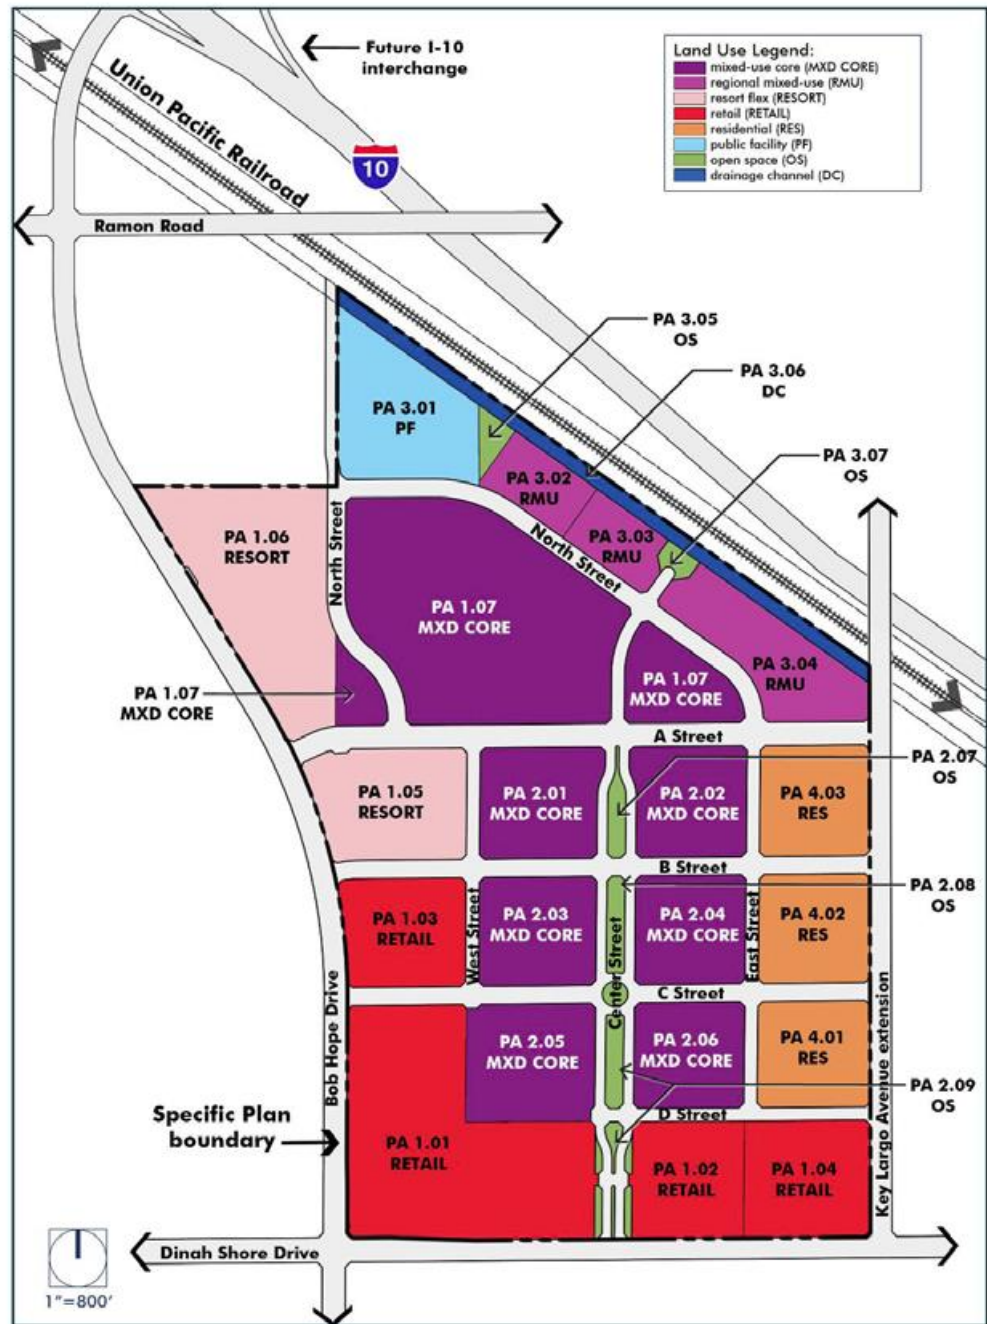 Future I-10
interchange
Land Use Legend:
mixed-use core (MXD CORE)
regional mixed-use (RMU)
resort flex (RESORT)
retail (RETAIL)
residential (RES)
public facility (PF)
open space (OS)
drainage channel (DC)
Union Pacific Railroad
10
Ramon Road
PA 3.05
OS
PA 3.06
DC
PA 3.01
PF
PA 3.07
OS
PA 3.02
RMU
PA 3.03
RMU
North Street
PA 1.06
RESORT
North Street
PA 1.07
MXD CORE
PA 3.04
RMU
PA 1.07
MXD CORE
PA 1.07
MXD CORE
A Street
PA 2.07
OS
PA 1.05
RESORT
PA 2.01
MXD CORE
PA 2.02
MXD CORE
PA 4.03
RES
B Street
PA 2.08
OS
PA 1.03
RETAIL
West Street
PA 2.03
MXD CORE
Center Street
PA 2.04
MXD CORE
East Street
PA 4.02
RES
C Street
Bob Hope Drive
PA 2.05
MXD CORE
PA 2.06
MXD CORE
PA 4.01
RES
Key Largo Avenue extension
PA 2.09
OS
D Street
Specific Plan
boundary
PA 1.01
RETAIL
PA 1.02
RETAIL
PA 1.04
RETAIL
Dinah Shore Drive
1"=800'